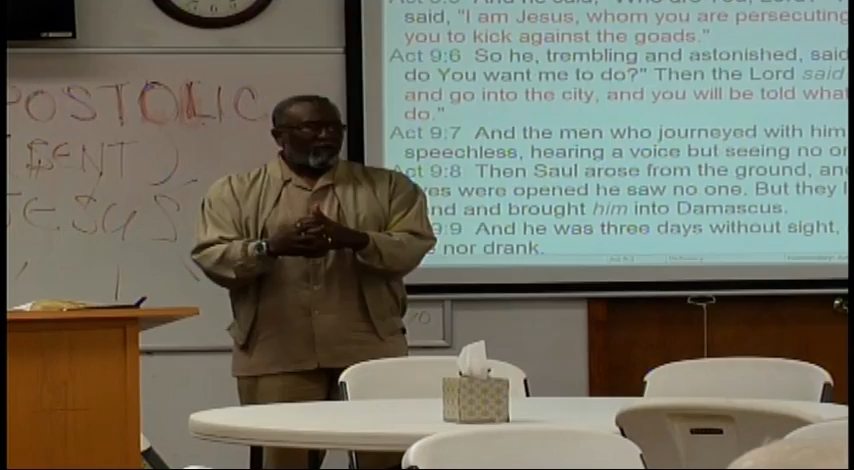 said, "I am Jesus, whom you are persecuting
you to kick against the goads."
Act 9:6 So he, trembling and astonished, said
do You want me to do?" Then the Lord said
and go into the city, and you will be told what
do."
Act 9:7 And the men who journeyed with him
speechless, hearing a voice but seeing no
Act 9:8 Then Saul arose from the ground, and
eyes were opened he saw no one. But they
and brought him into Damascus.
9:9 And he was three days without sight,
nor drank.
POSTOLIC
SENT)
JESUS